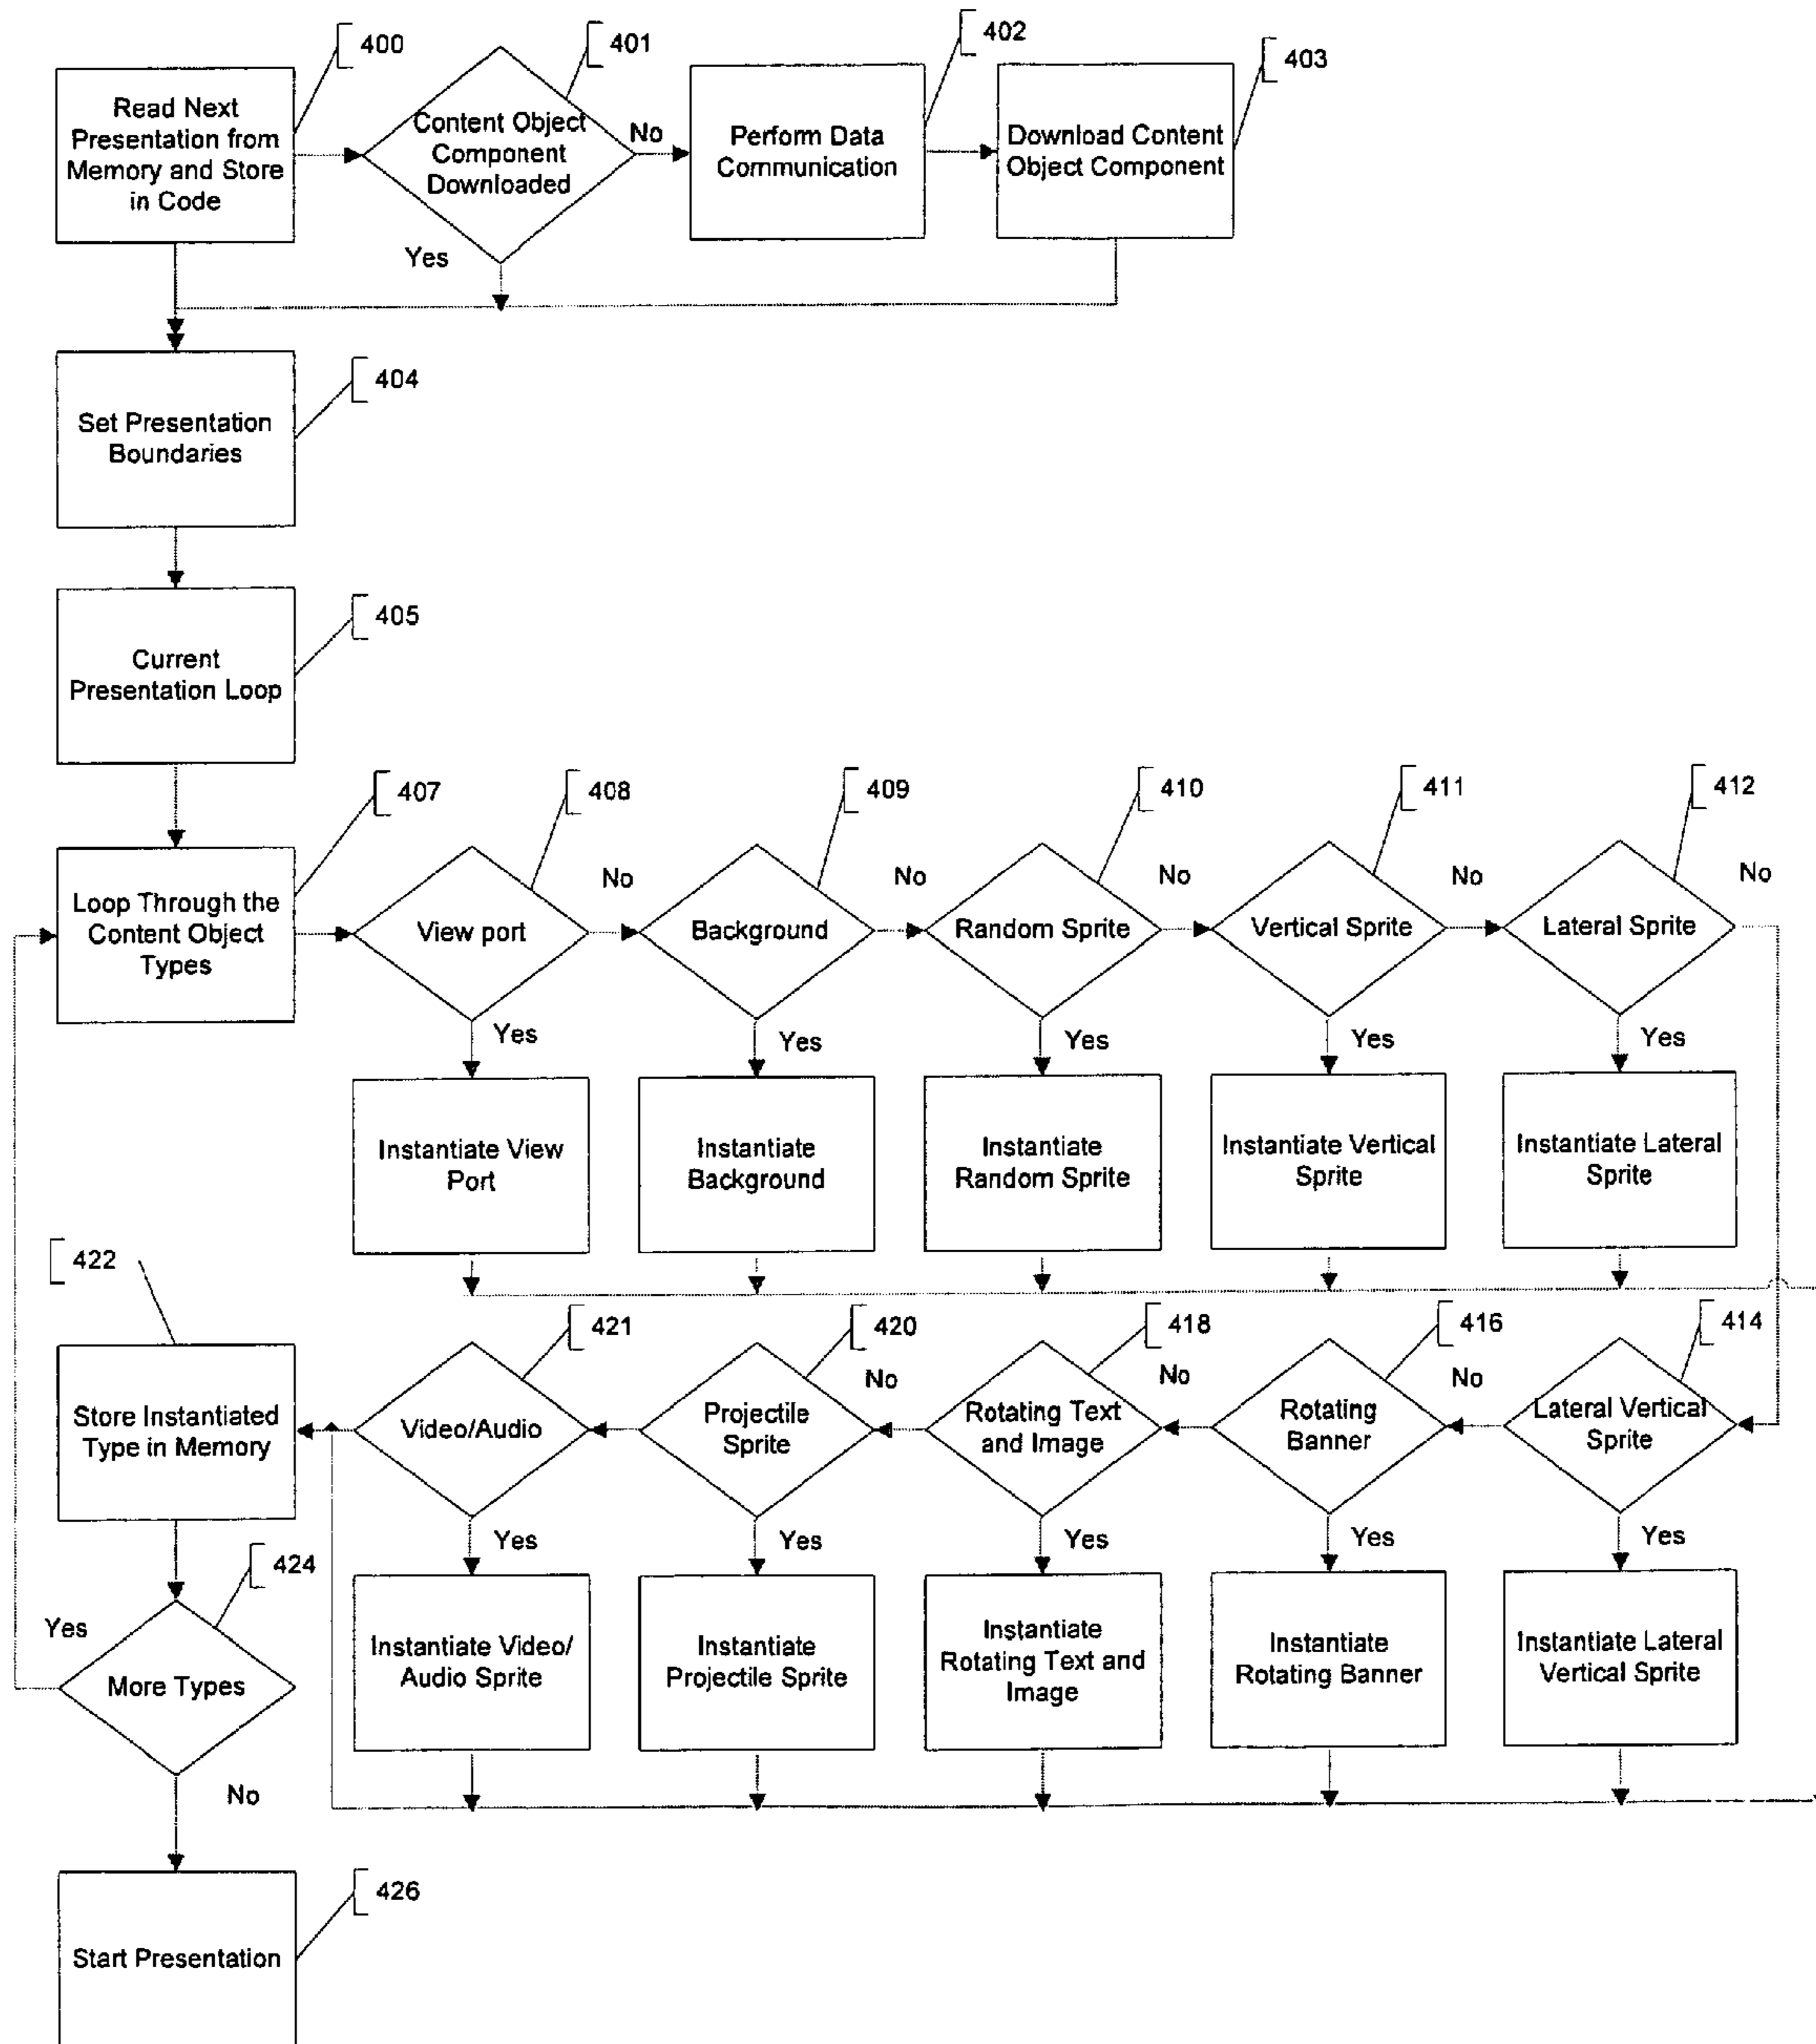 400
401
402
403
Read Next
Presentation from
Memory and Store
in Code
Content Object
Component
Downloaded
No
Perform Data
Communication
Download Content
Object Component
Yes
404
Set Presentation
Boundaries
405
Current
Presentation Loop
407
408
409
410
411
412
Loop Through the
Content Object
Types
View port
No
Background
No
Random Sprite
No
Vertical Sprite
No
Lateral Sprite
No
Yes
Yes
Yes
Yes
Yes
Instantiate View
Port
Instantiate
Background
Instantiate
Random Sprite
Instantiate Vertical
Sprite
Instantiate Lateral
Sprite
422
421
420
418
416
414
Store Instantiated
Type in Memory
Video/Audio
Projectile
Sprite
No
Rotating Text
and Image
No
Rotating
Banner
No
Lateral Vertical
Sprite
Yes
Yes
Yes
Yes
Yes
424
Yes
More Types
Instantiate Video/
Audio Sprite
Instantiate
Projectile Sprite
Instantiate
Rotating Text and
Image
Instantiate
Rotating Banner
Instantiate Lateral
Vertical Sprite
No
426
Start Presentation